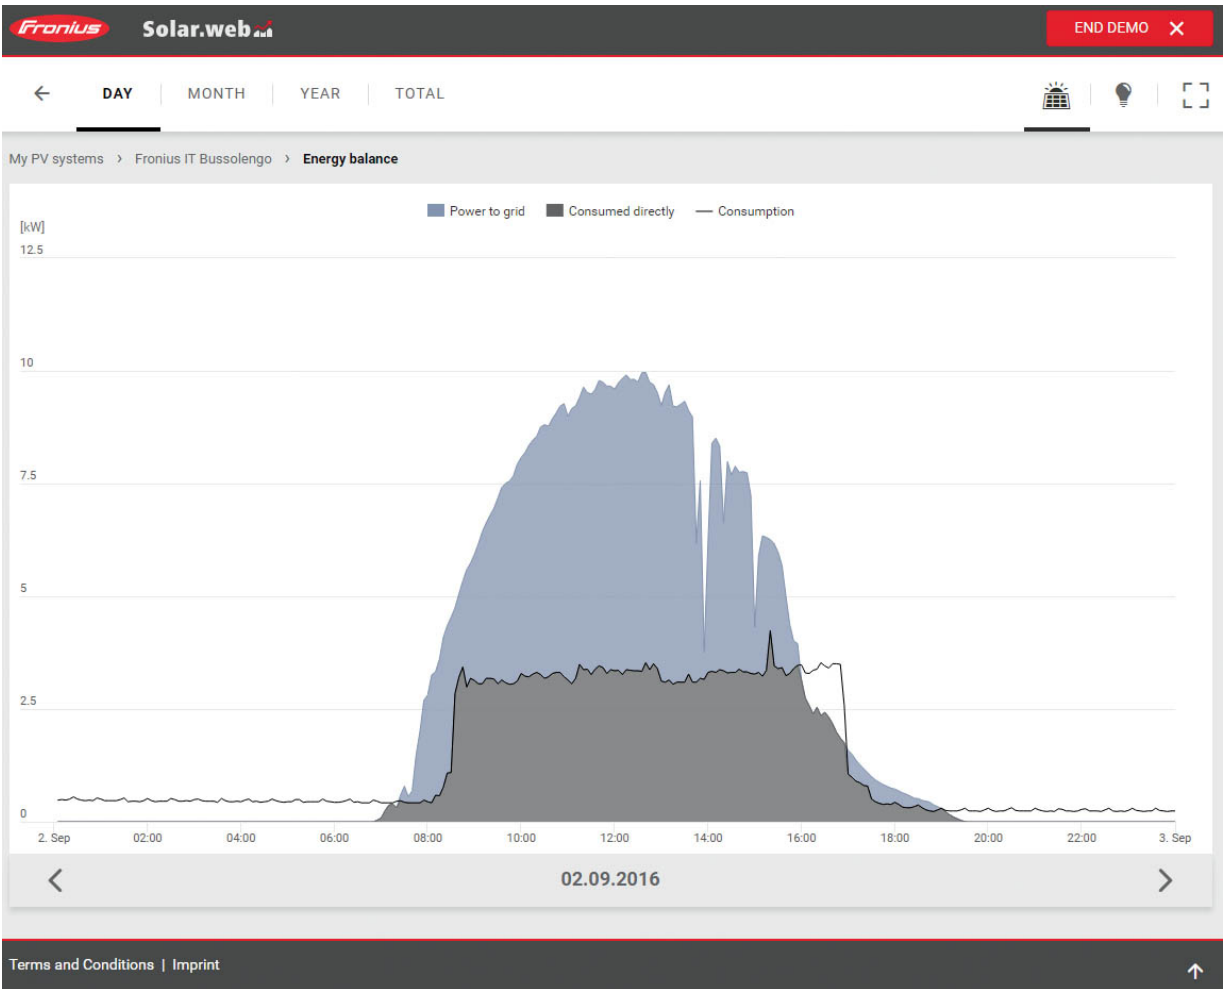 Fronius Solar.web END DEMO
DAY MONTH YEAR TOTAL
My PV systems › Fronius IT Bussolengo › Energy balance
Power to grid Consumed directly Consumption
[kW]
12.5
10
7.5
5
2.5
0
2. Sep 02:00 04:00 06:00 08:00 10:00 12:00 14:00 16:00 18:00 20:00 22:00 3. Sep
02.09.2016
Terms and Conditions | Imprint